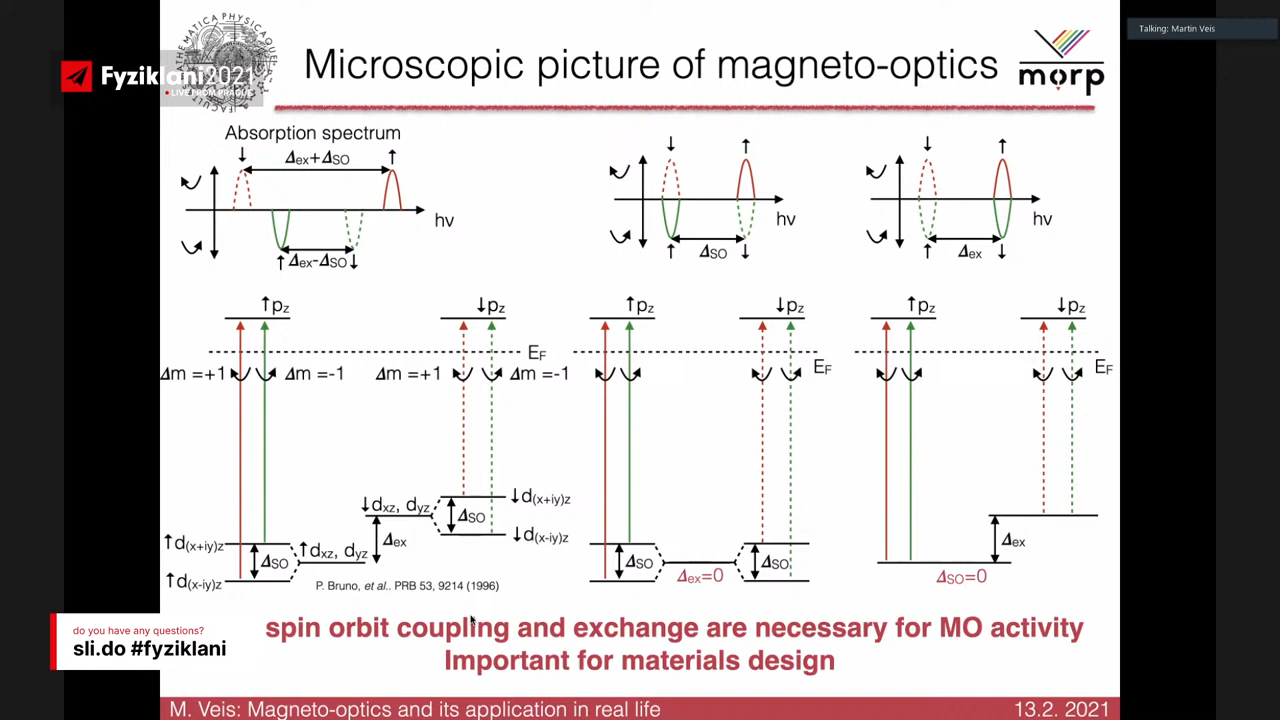 Talking: Martin Veis
Fyziklani2021
LIVE FROM PRAGUE
Microscopic picture of magneto-optics
morp
Absorption spectrum
↓ Δex+ΔSO ↑
hν
↑ Δex-ΔSO ↓
↓ ↑
hν
↑ ΔSO ↓
↓ ↑
hν
↑ Δex ↓
↑pz ↓pz ↑pz ↓pz ↑pz ↓pz
EF EF EF
Δm =+1 Δm =-1 Δm =+1 Δm =-1
↓dxz, dyz ΔSO ↓d(x+iy)z
↓d(x-iy)z
Δex
↑d(x+iy)z ΔSO ↑dxz, dyz
↑d(x-iy)z
ΔSO Δex=0 ΔSO
Δex
ΔSO=0
P. Bruno, et al.. PRB 53, 9214 (1996)
do you have any questions?
sli.do #fyziklani
spin orbit coupling and exchange are necessary for MO activity
Important for materials design
M. Veis: Magneto-optics and its application in real life 13.2. 2021